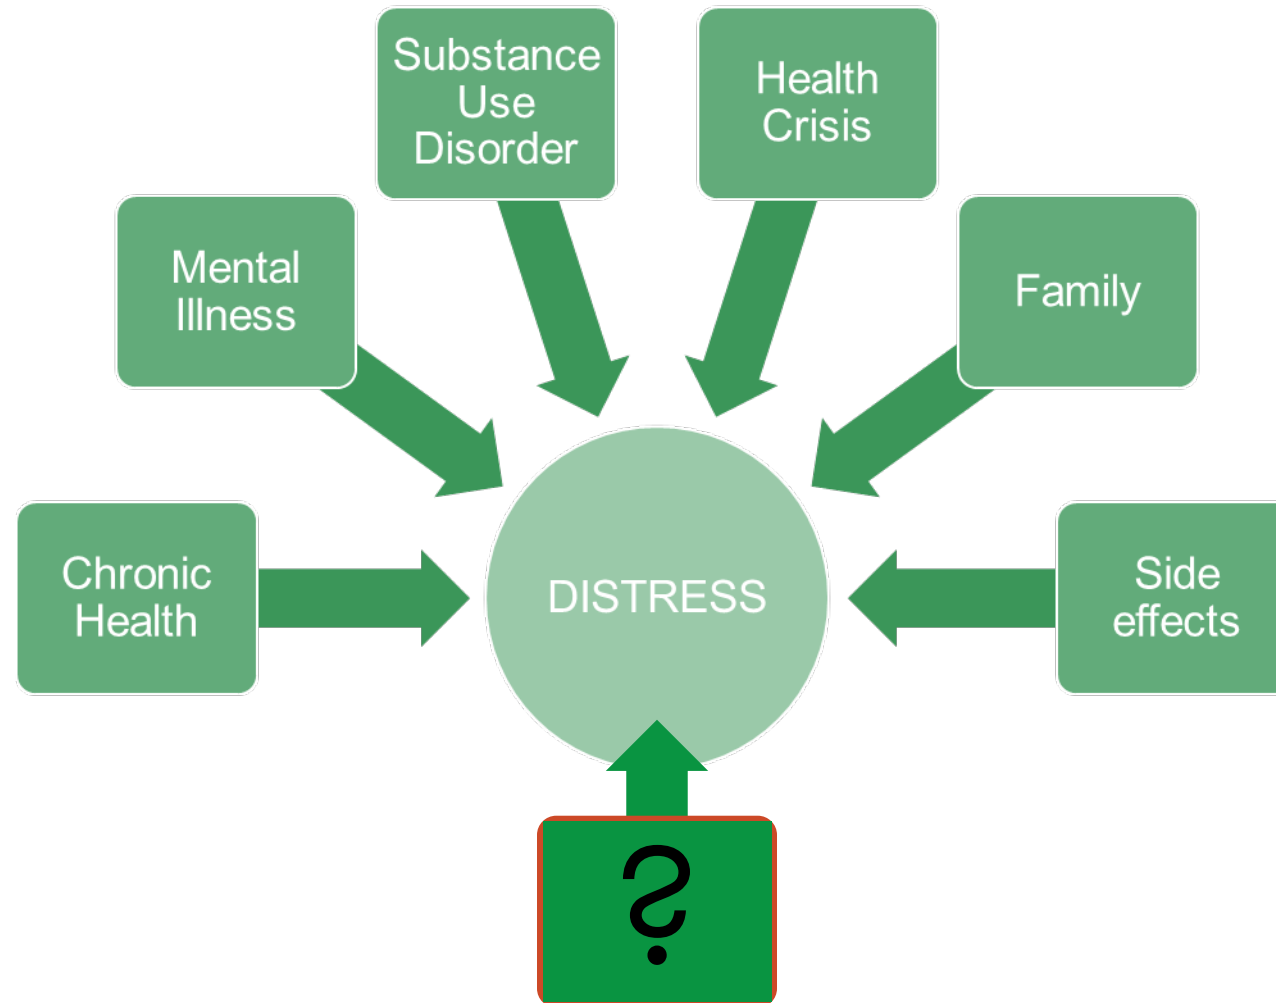 Substance
Use
Disorder
Health
Crisis
Mental
Illness
Family
Chronic
Health
DISTRESS
Side
effects
?